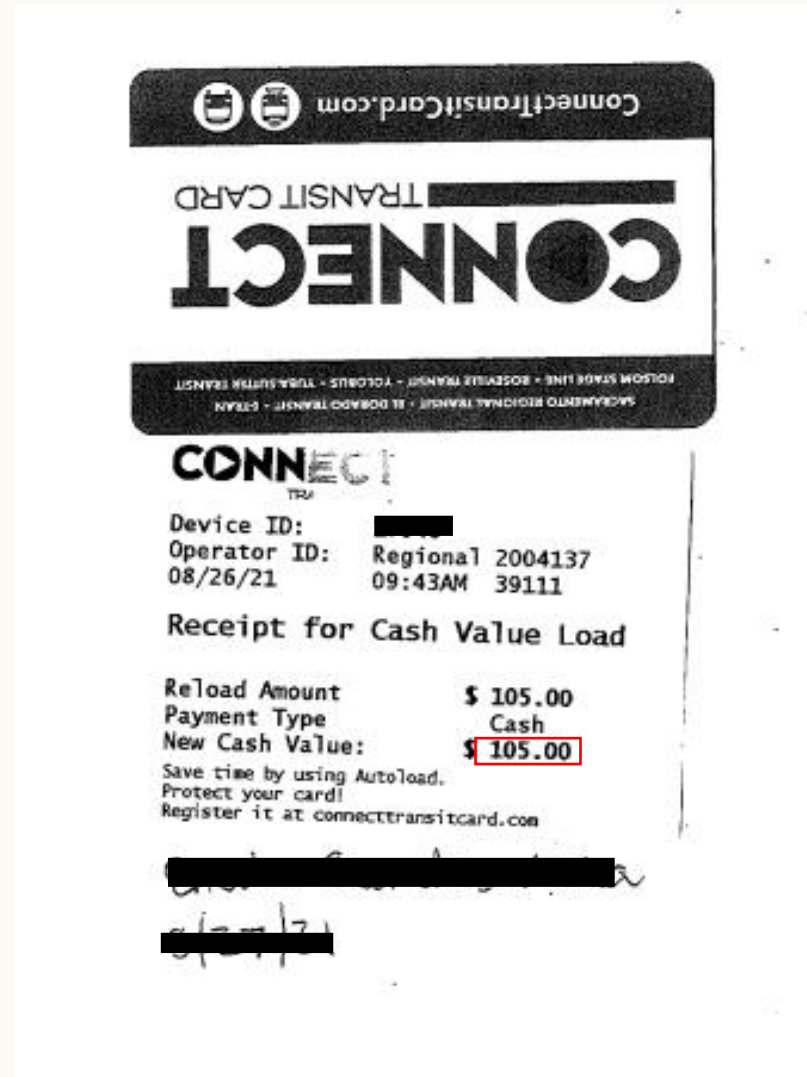 ConnectTransitCard.com
TRANSIT CARD
CONNECT
FOLSOM STAGE LINE • ROSEVILLE TRANSIT • YOLOBUS • YUBA-SUTTER TRANSIT
SACRAMENTO REGIONAL TRANSIT • EL DORADO TRANSIT • E-TRAN
CONNECT
TRA
Device ID:
Operator ID: Regional 2004137
08/26/21 09:43AM 39111
Receipt for Cash Value Load
Reload Amount $ 105.00
Payment Type Cash
New Cash Value: $ 105.00
Save time by using Autoload.
Protect your card!
Register it at connecttransitcard.com